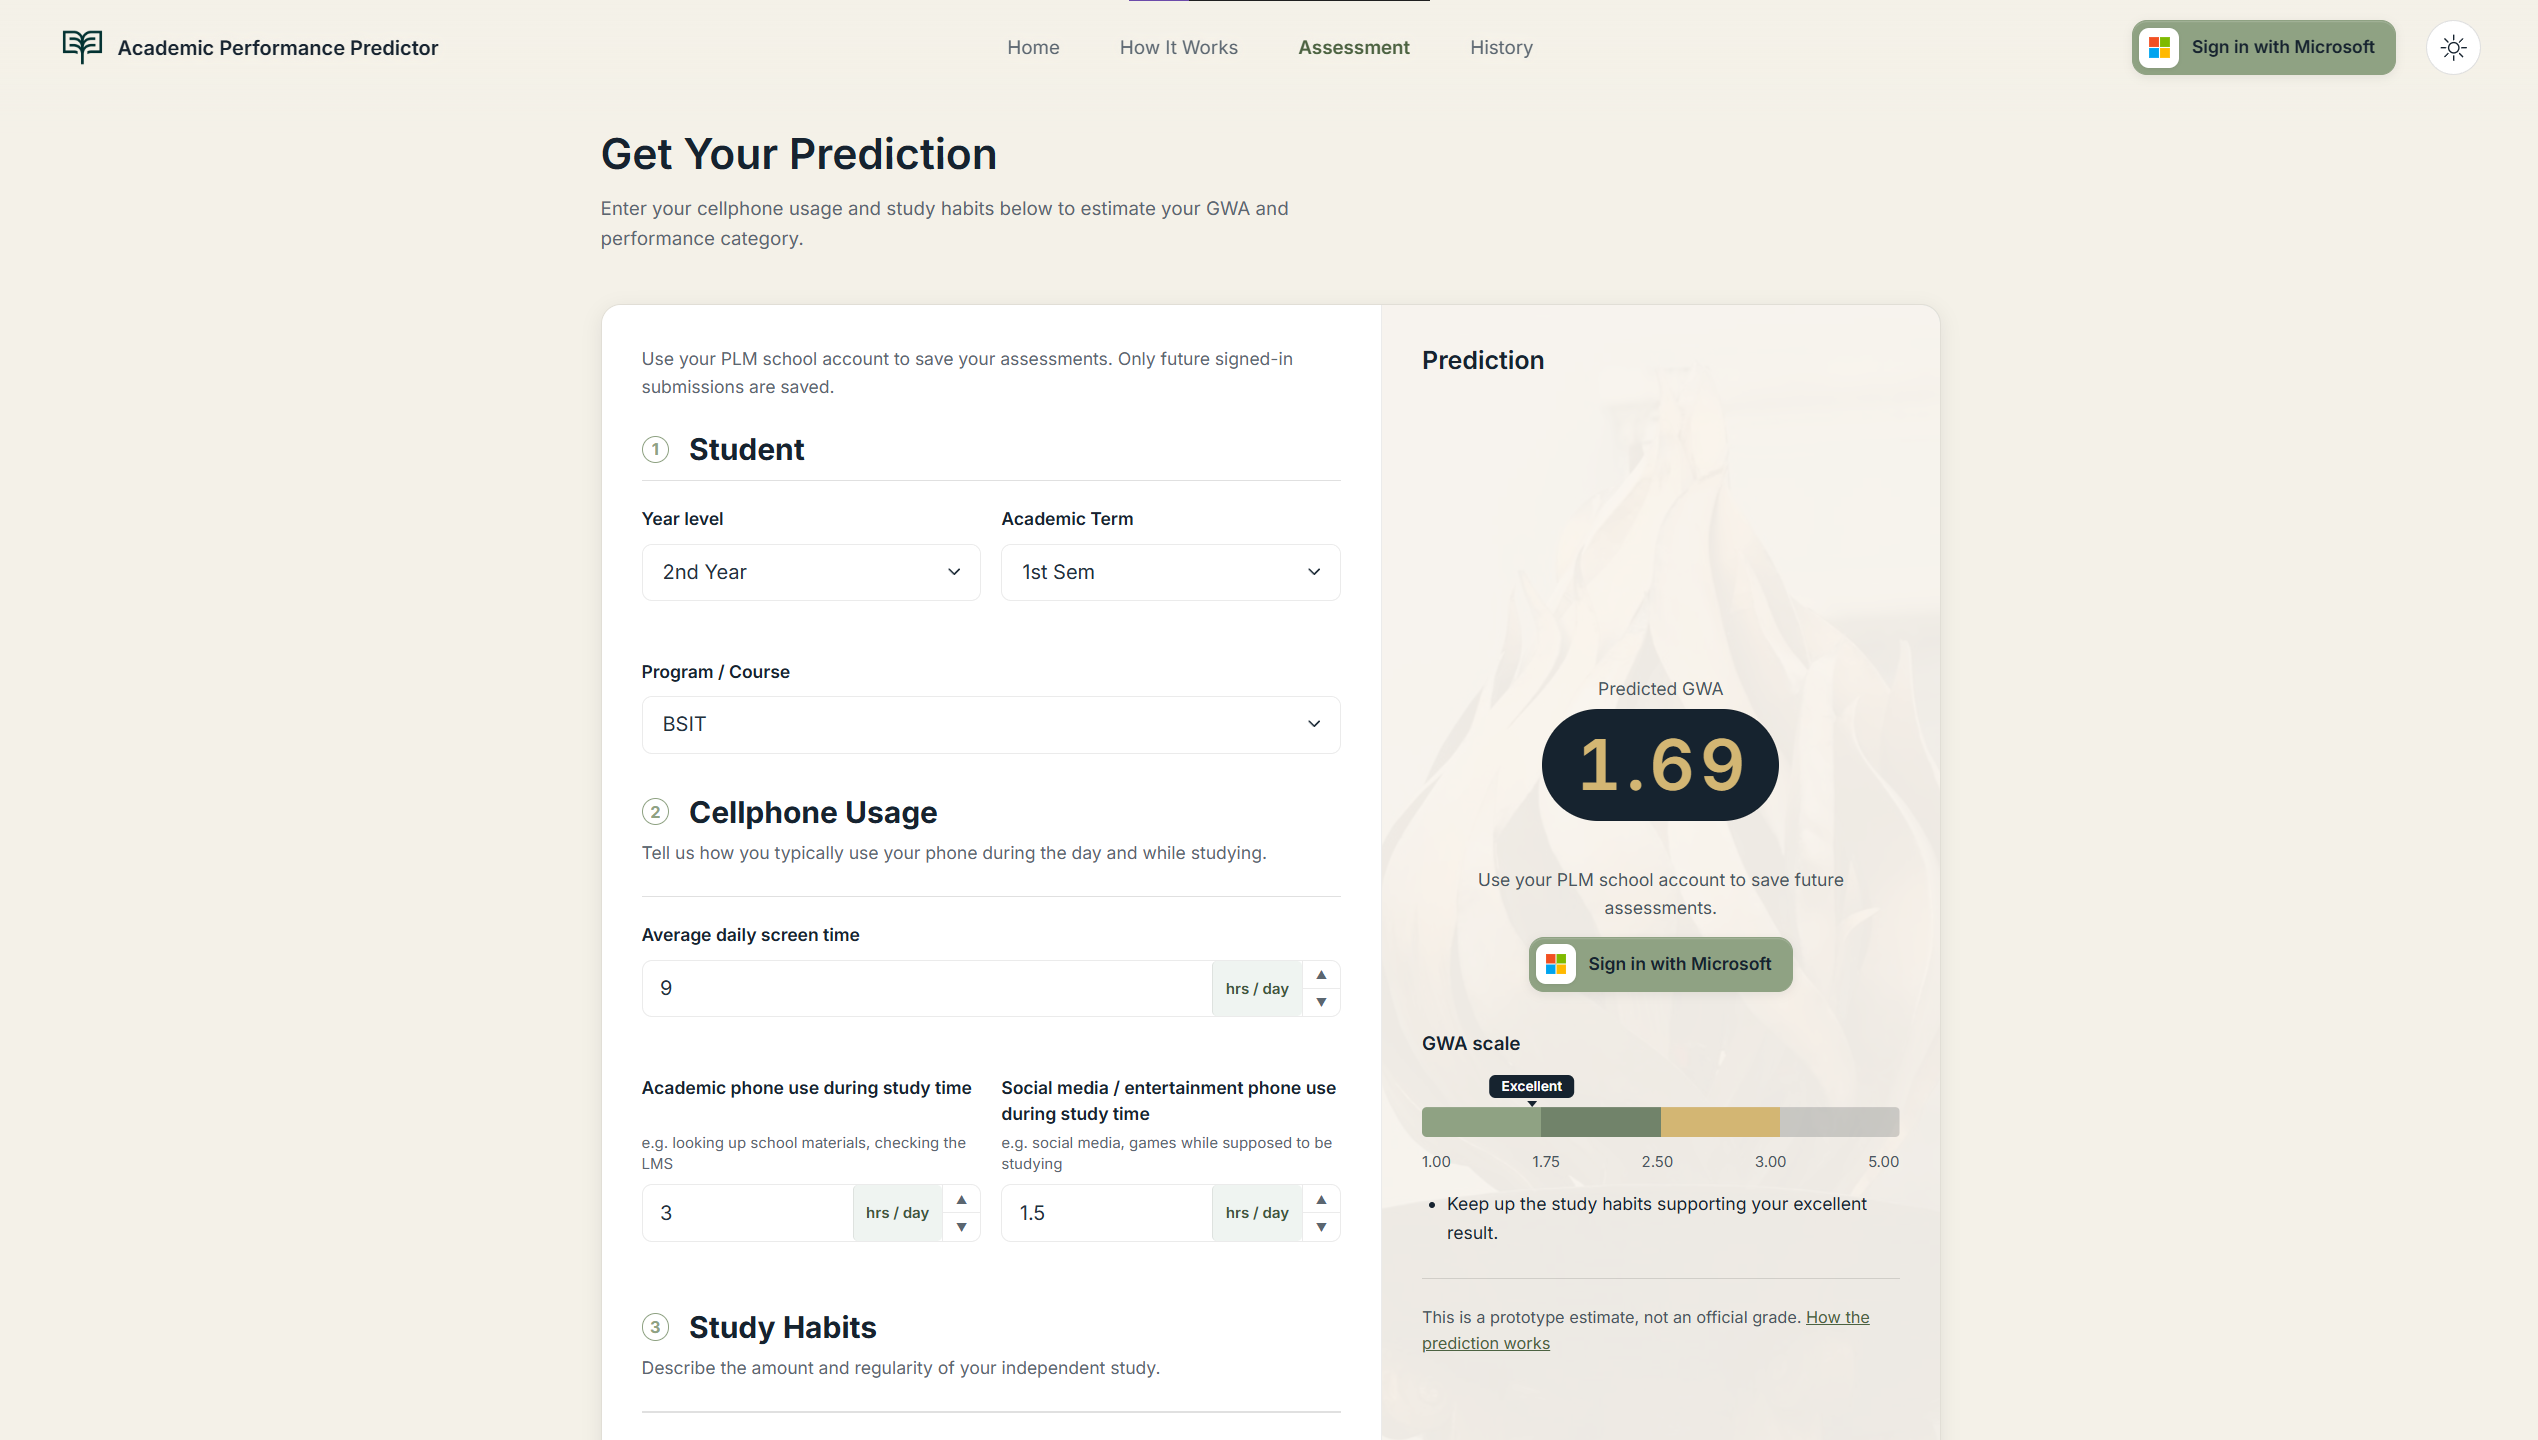 Academic Performance Predictor
Home
How It Works
Assessment
History
Sign in with Microsoft
Get Your Prediction
Enter your cellphone usage and study habits below to estimate your GWA and
performance category.
Use your PLM school account to save your assessments. Only future signed-in
submissions are saved.
1 Student
Year level
Academic Term
2nd Year
1st Sem
Program / Course
BSIT
2 Cellphone Usage
Tell us how you typically use your phone during the day and while studying.
Average daily screen time
9
hrs / day
Academic phone use during study time
e.g. looking up school materials, checking the
LMS
3
hrs / day
Social media / entertainment phone use
during study time
e.g. social media, games while supposed to be
studying
1.5
hrs / day
3 Study Habits
Describe the amount and regularity of your independent study.
Prediction
Predicted GWA
1.69
Use your PLM school account to save future
assessments.
Sign in with Microsoft
GWA scale
Excellent
1.00
1.75
2.50
3.00
5.00
• Keep up the study habits supporting your excellent
result.
This is a prototype estimate, not an official grade. How the
prediction works